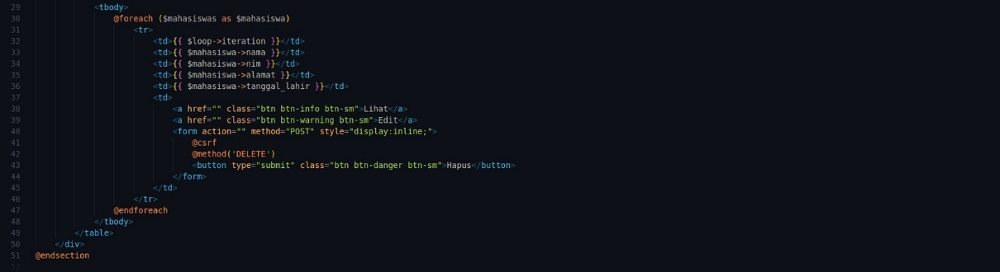 29 <tbody>
30 @foreach ($mahasiswas as $mahasiswa)
31 <tr>
32 <td>{{ $loop->iteration }}</td>
33 <td>{{ $mahasiswa->nama }}</td>
34 <td>{{ $mahasiswa->nim }}</td>
35 <td>{{ $mahasiswa->alamat }}</td>
36 <td>{{ $mahasiswa->tanggal_lahir }}</td>
37 <td>
38 <a href="" class="btn btn-info btn-sm">Lihat</a>
39 <a href="" class="btn btn-warning btn-sm">Edit</a>
40 <form action="" method="POST" style="display:inline;">
41 @csrf
42 @method('DELETE')
43 <button type="submit" class="btn btn-danger btn-sm">Hapus</button>
44 </form>
45 </td>
46 </tr>
47 @endforeach
48 </tbody>
49 </table>
50 </div>
51 @endsection
52